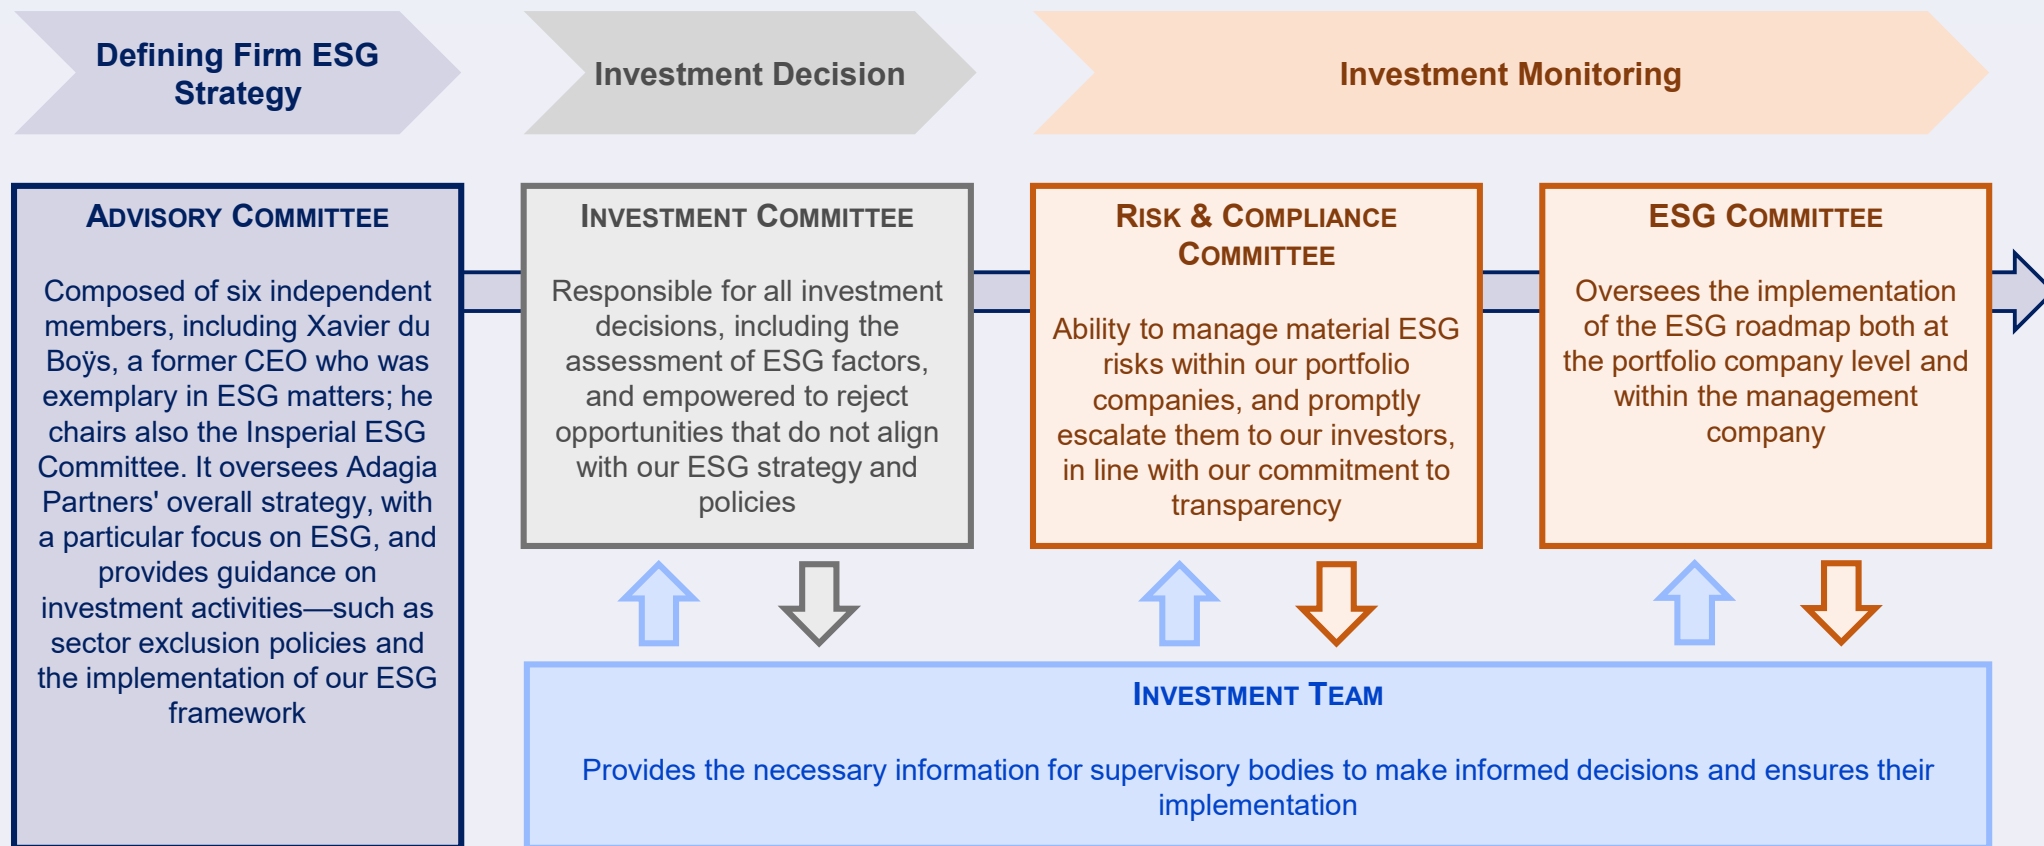 Defining Firm ESG
Strategy
Investment Decision
Investment Monitoring
ADVISORY COMMITTEE
Composed of six independent
members, including Xavier du
Boÿs, a former CEO who was
exemplary in ESG matters; he
chairs also the Insperial ESG
Committee. It oversees Adagia
Partners' overall strategy, with
a particular focus on ESG, and
provides guidance on
investment activities—such as
sector exclusion policies and
the implementation of our ESG
framework
INVESTMENT COMMITTEE
Responsible for all investment
decisions, including the
assessment of ESG factors,
and empowered to reject
opportunities that do not align
with our ESG strategy and
policies
RISK & COMPLIANCE
COMMITTEE
Ability to manage material ESG
risks within our portfolio
companies, and promptly
escalate them to our investors,
in line with our commitment to
transparency
ESG COMMITTEE
Oversees the implementation
of the ESG roadmap both at
the portfolio company level and
within the management
company
INVESTMENT TEAM
Provides the necessary information for supervisory bodies to make informed decisions and ensures their
implementation